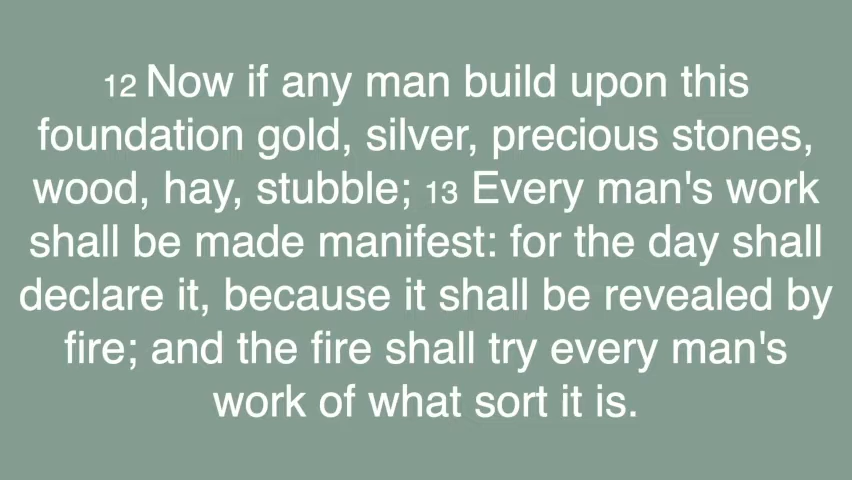 12 Now if any man build upon this
foundation gold, silver, precious stones,
wood, hay, stubble; 13 Every man's work
shall be made manifest: for the day shall
declare it, because it shall be revealed by
fire; and the fire shall try every man's
work of what sort it is.